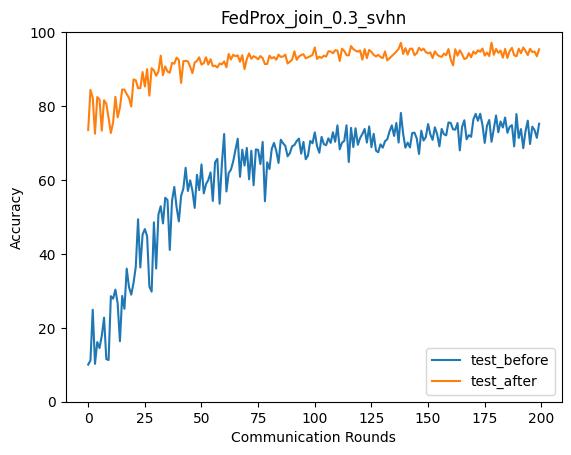 FedProx_join_0.3_svhn
Accuracy
100
80
60
40
20
0
0 25 50 75 100 125 150 175 200
Communication Rounds
test_before
test_after